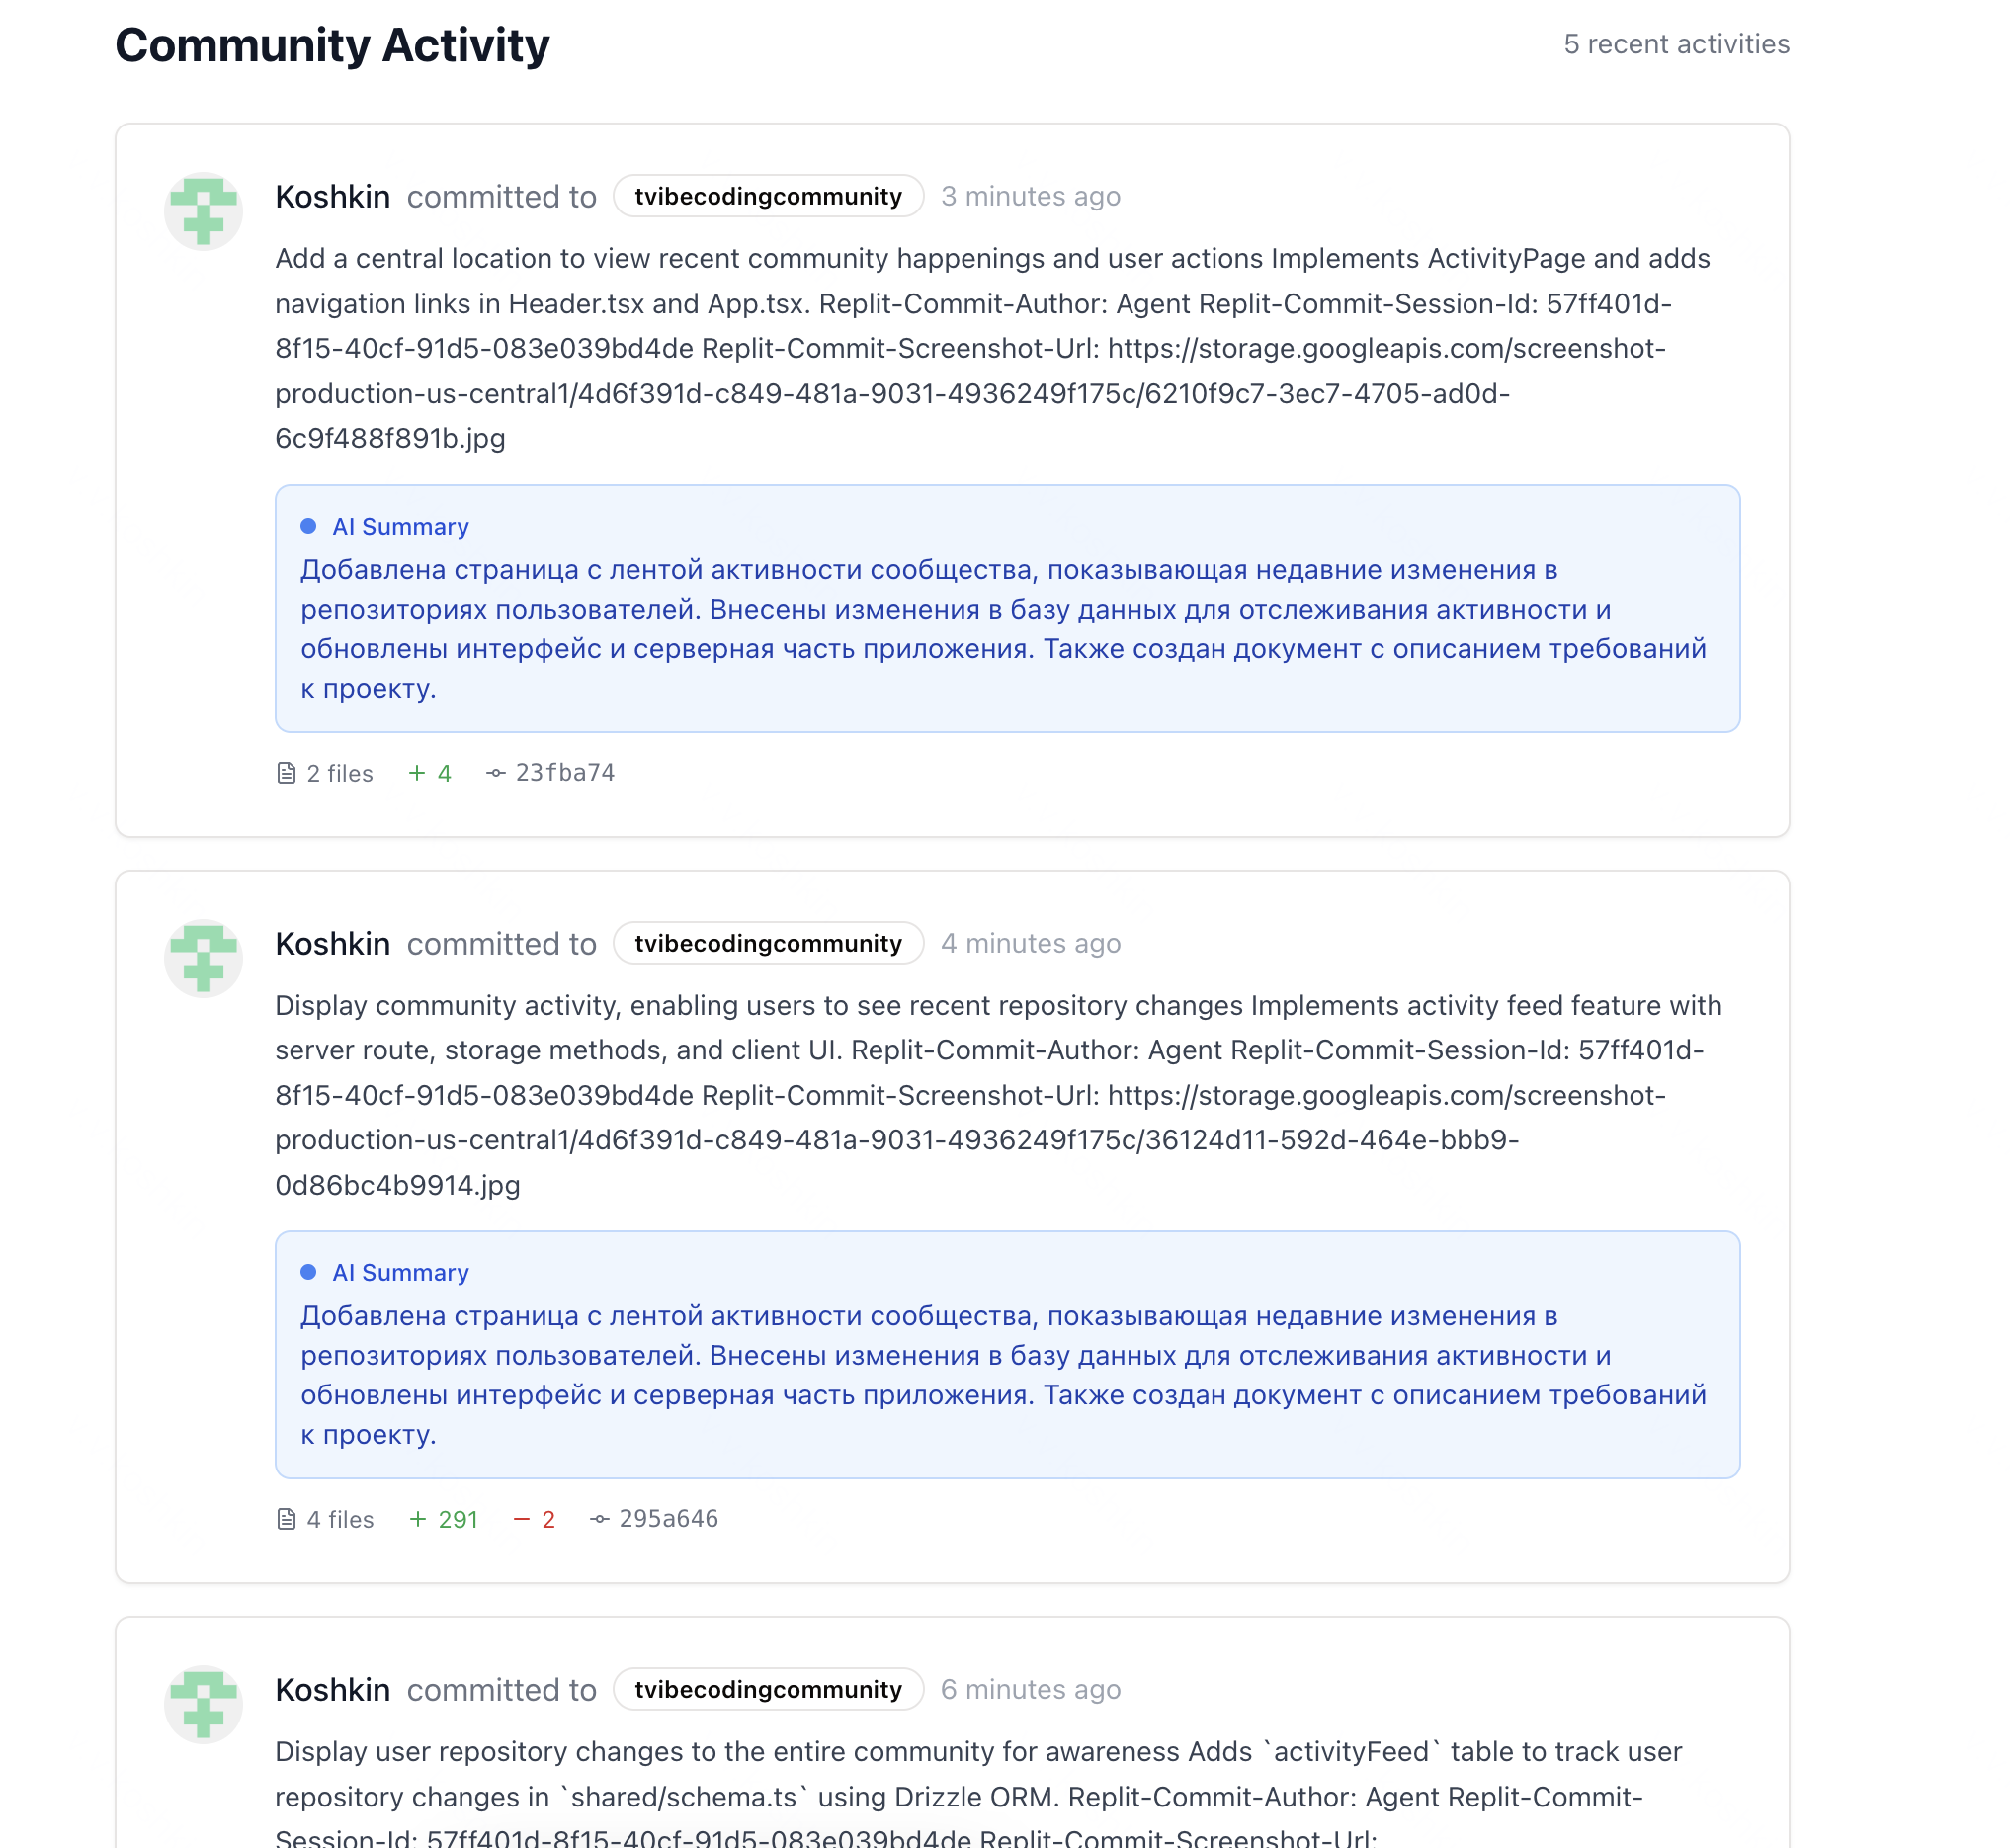 Community Activity
5 recent activities
Koshkin committed to tvibecodingcommunity 3 minutes ago
Add a central location to view recent community happenings and user actions Implements ActivityPage and adds
navigation links in Header.tsx and App.tsx. Replit-Commit-Author: Agent Replit-Commit-Session-Id: 57ff401d-
8f15-40cf-91d5-083e039bd4de Replit-Commit-Screenshot-Url: https://storage.googleapis.com/screenshot-
production-us-central1/4d6f391d-c849-481a-9031-4936249f175c/6210f9c7-3ec7-4705-ad0d-
6c9f488f891b.jpg
AI Summary
Добавлена страница с лентой активности сообщества, показывающая недавние изменения в
репозиториях пользователей. Внесены изменения в базу данных для отслеживания активности и
обновлены интерфейс и серверная часть приложения. Также создан документ с описанием требований
к проекту.
2 files + 4 23fba74
Koshkin committed to tvibecodingcommunity 4 minutes ago
Display community activity, enabling users to see recent repository changes Implements activity feed feature with
server route, storage methods, and client UI. Replit-Commit-Author: Agent Replit-Commit-Session-Id: 57ff401d-
8f15-40cf-91d5-083e039bd4de Replit-Commit-Screenshot-Url: https://storage.googleapis.com/screenshot-
production-us-central1/4d6f391d-c849-481a-9031-4936249f175c/36124d11-592d-464e-bbb9-
0d86bc4b9914.jpg
AI Summary
Добавлена страница с лентой активности сообщества, показывающая недавние изменения в
репозиториях пользователей. Внесены изменения в базу данных для отслеживания активности и
обновлены интерфейс и серверная часть приложения. Также создан документ с описанием требований
к проекту.
4 files + 291 − 2 295a646
Koshkin committed to tvibecodingcommunity 6 minutes ago
Display user repository changes to the entire community for awareness Adds `activityFeed` table to track user
repository changes in `shared/schema.ts` using Drizzle ORM. Replit-Commit-Author: Agent Replit-Commit-
Session-Id: 57ff401d-8f15-40cf-91d5-083e039bd4de Replit-Commit-Screenshot-Url: